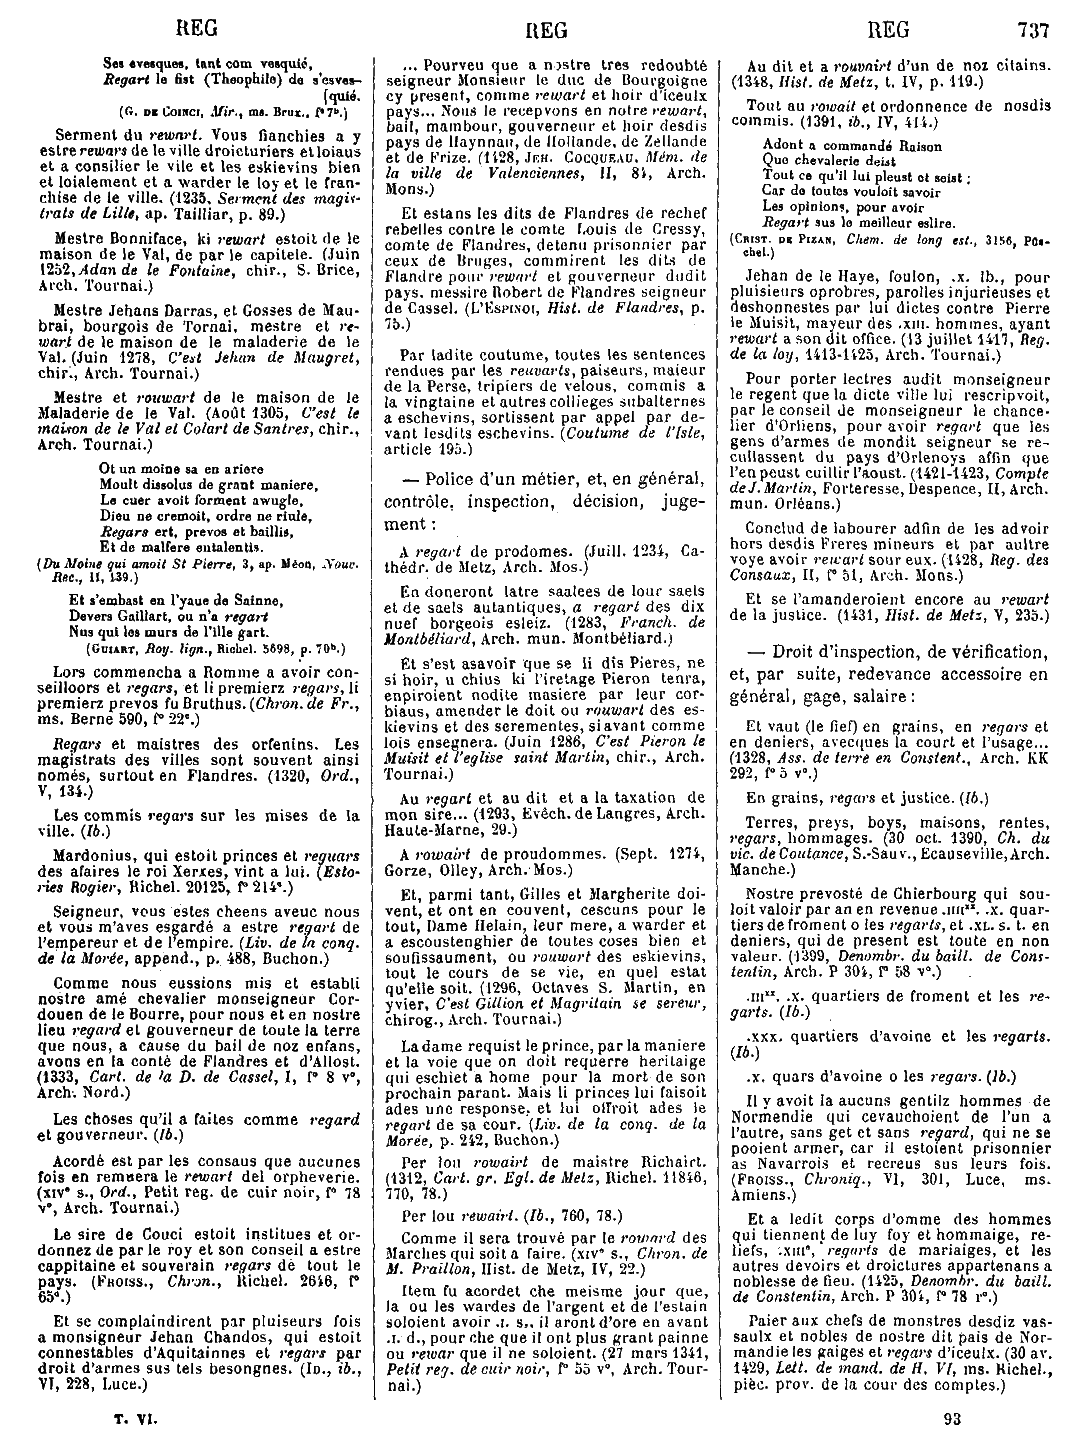 REG
REG
REG
737
Ses evesques, tant com vesquié,
Regart le fist (Theophile) de s'esves-
[quié.
(G. DE COINCI, Mir., ms. Brux., f° 7ᵇ.)
Serment du rewart. Vous fianchies a y
estre rewars de le ville droicturiers et loiaus
et a consilier le vile et les eskievins bien
et loialement et a warder le loy et le fran-
chise de le ville. (1235, Serment des magis-
trats de Lille, ap. Tailliar, p. 89.)
Mestre Bonniface, ki rewart estoit de le
maison de le Val, de par le capitele. (Juin
1252, Adan de le Fontaine, chir., S. Brice,
Arch. Tournai.)
Mestre Jehans Darras, et Gosses de Mau-
brai, bourgois de Tornai, mestre et re-
wart de le maison de le maladerie de le
Val. (Juin 1278, C'est Jehan de Maugret,
chir., Arch. Tournai.)
Mestre et rouwart de le maison de le
Maladerie de le Val. (Août 1305, C'est le
maison de le Val et Colart de Santres, chir.,
Arch. Tournai.)
Ot un moine sa en ariere
Moult dissolus de grant maniere,
Le cuer avoit forment awugle,
Dieu ne cremoit, ordre ne riule,
Regars ert, prevos et baillis,
Et de malfere entalentis.
(Du Moine qui amoit St Pierre, 3, ap. Méon, Nouv.
Rec., II, 139.)
Et s'embast en l'yaue de Sainne,
Devers Gaillart, ou n'a regart
Nus qui les murs de l'ille gart.
(GUIART, Roy. lign., Richel. 5698, p. 70ᵇ.)
Lors commencha a Romme a avoir con-
seilloors et regars, et li premierz regars, li
premierz prevos fu Bruthus. (Chron. de Fr.,
ms. Berne 590, f° 22ᶜ.)
Regars et maistres des orfenins. Les
magistrats des villes sont souvent ainsi
només, surtout en Flandres. (1320, Ord.,
V, 134.)
Les commis regars sur les mises de la
ville. (Ib.)
Mardonius, qui estoit princes et reguars
des afaires le roi Xerxes, vint a lui. (Esto-
ries Rogier, Richel. 20125, f° 214ᶜ.)
Seigneur, vous estes cheens aveuc nous
et vous m'aves esgardé a estre regart de
l'empereur et de l'empire. (Liv. de la conq.
de la Morée, append., p. 488, Buchon.)
Comme nous eussions mis et establi
nostre amé chevalier monseigneur Cor-
douen de le Bourre, pour nous et en nostre
lieu regard et gouverneur de toute la terre
que nous, a cause du bail de noz enfans,
avons en la conté de Flandres et d'Allost.
(1333, Cart. de la D. de Cassel, I, f° 8 v°,
Arch. Nord.)
Les choses qu'il a faites comme regard
et gouverneur. (Ib.)
Acordé est par les consaus que aucunes
fois en remuera le rewart del orpheverie.
(XIVᵉ s., Ord., Petit reg. de cuir noir, f° 78
v°, Arch. Tournai.)
Le sire de Couci estoit institues et or-
donnez de par le roy et son conseil a estre
cappitaine et souverain regars de tout le
pays. (FROISS., Chron., Richel. 2646, f°
65ᵈ.)
Et se complaindirent par pluiseurs fois
a monsigneur Jehan Chandos, qui estoit
connestables d'Aquitainnes et regars par
droit d'armes sus tels besongnes. (ID., ib.,
VI, 228, Luce.)
... Pourveu que a nostre tres redoubté
seigneur Monsieur le duc de Bourgoigne
cy present, comme rewart et hoir d'iceulx
pays... Nous le recepvons en notre rewart,
bail, mambour, gouverneur et hoir desdis
pays de Haynnau, de Hollande, de Zellande
et de Frize. (1428, JEH. COCQUEAU, Mém. de
la ville de Valenciennes, II, 84, Arch.
Mons.)
Et estans les dits de Flandres de rechef
rebelles contre le comte Louis de Cressy,
comte de Flandres, detenu prisonnier par
ceux de Bruges, commirent les dits de
Flandre pour rewart et gouverneur dudit
pays, messire Robert de Flandres seigneur
de Cassel. (L'ESPINOI, Hist. de Flandres, p.
75.)
Par ladite coutume, toutes les sentences
rendues par les reuvarts, paiseurs, maieur
de la Perse, tripiers de velous, commis a
la vingtaine et autres collieges subalternes
a eschevins, sortissent par appel par de-
vant lesdits eschevins. (Coutume de l'Isle,
article 195.)
— Police d'un métier, et, en général,
contrôle, inspection, décision, juge-
ment :
A regart de prodomes. (Juill. 1234, Ca-
thédr. de Metz, Arch. Mos.)
En doneront latre saalees de lour saels
et de saels autantiques, a regart des dix
nuef borgeois esleiz. (1283, Franch. de
Montbéliard, Arch. mun. Montbéliard.)
Et s'est asavoir que se li dis Pieres, ne
si hoir, u chius ki l'iretage Pieron tenra,
enpiroient nodite masiere par leur cor-
biaus, amender le doit ou rouwart des es-
kievins et des serementes, si avant comme
lois ensegnera. (Juin 1286, C'est Pieron le
Muisit et l'eglise saint Martin, chir., Arch.
Tournai.)
Au regart et au dit et a la taxation de
mon sire... (1293, Evêch. de Langres, Arch.
Haute-Marne, 29.)
A rowairt de proudommes. (Sept. 1274,
Gorze, Olley, Arch. Mos.)
Et, parmi tant, Gilles et Margherite doi-
vent, et ont en couvent, cescuns pour le
tout, Dame Helain, leur mere, a warder et
a escoustenghier de toutes coses bien et
soufissaument, ou rouwart des eskievins,
tout le cours de se vie, en quel estat
qu'elle soit. (1296, Octaves S. Martin, en
yvier, C'est Gillion et Magritain se sereur,
chirog., Arch. Tournai.)
La dame requist le prince, par la maniere
et la voie que on doit requerre heritaige
qui eschiet a home pour la mort de son
prochain parant. Mais li princes lui faisoit
ades une response, et lui offroit ades le
regart de sa cour. (Liv. de la conq. de la
Morée, p. 242, Buchon.)
Per lou rowairt de maistre Richairt.
(1312, Cart. gr. Egl. de Metz, Richel. 11846,
770, 78.)
Per lou rewairt. (Ib., 760, 78.)
Comme il sera trouvé par le roward des
Marches qui soit a faire. (XIVᵉ s., Chron. de
M. Praillon, Hist. de Metz, IV, 22.)
Item fu acordet che meisme jour que,
la ou les wardes de l'argent et de l'estain
soloient avoir .I. s., il aront d'ore en avant
.I. d., pour che que il ont plus grant painne
ou rewar que il ne soloient. (27 mars 1341,
Petit reg. de cuir noir, f° 55 v°, Arch. Tour-
nai.)
Au dit et a rouvairt d'un de noz citains.
(1348, Hist. de Metz, t. IV, p. 119.)
Tout au rowait et ordonnence de nosdis
commis. (1391, ib., IV, 414.)
Adont a commandé Raison
Que chevalerie deist
Tout ce qu'il lui pleust et seist ;
Car de toutes vouloit savoir
Les opinions, pour avoir
Regart sus le meilleur eslire.
(CRIST. DE PIZAN, Chem. de long est., 3156, Püs-
chel.)
Jehan de le Haye, foulon, .X. lb., pour
pluisieurs oprobres, parolles injurieuses et
deshonnestes par lui dictes contre Pierre
le Muisit, mayeur des .XIII. hommes, ayant
rewart a son dit office. (13 juillet 1417, Reg.
de la loy, 1413-1425, Arch. Tournai.)
Pour porter lectres audit monseigneur
le regent que la dicte ville lui rescripvoit,
par le conseil de monseigneur le chance-
lier d'Orliens, pour avoir regart que les
gens d'armes de mondit seigneur se re-
cullassent du pays d'Orlenoys affin que
l'en peust cuillir l'aoust. (1421-1423, Compte
de J. Martin, Forteresse, Despence, II, Arch.
mun. Orléans.)
Conclud de labourer adfin de les advoir
hors desdis Freres mineurs et par aultre
voye avoir rewart sour eux. (1428, Reg. des
Consaux, II, f° 51, Arch. Mons.)
Et se l'amanderoient encore au rewart
de la justice. (1431, Hist. de Metz, V, 235.)
— Droit d'inspection, de vérification,
et, par suite, redevance accessoire en
général, gage, salaire :
Et vaut (le fief) en grains, en regars et
en deniers, avecques la court et l'usage...
(1328, Ass. de terre en Constent., Arch. KK
292, f° 5 v°.)
En grains, regars et justice. (Ib.)
Terres, preys, boys, maisons, rentes,
regars, hommages. (30 oct. 1390, Ch. du
vic. de Coutance, S.-Sauv., Ecauseville, Arch.
Manche.)
Nostre prevosté de Chierbourg qui sou-
loit valoir par an en revenue .IIIIˣˣ. .X. quar-
tiers de froment o les regarts, et .XL. s. t. en
deniers, qui de present est toute en non
valeur. (1399, Denombr. du baill. de Cons-
tentin, Arch. P 304, f° 58 v°.)
.IIIˣˣ. .X. quartiers de froment et les re-
garts. (Ib.)
.XXX. quartiers d'avoine et les regarts.
(Ib.)
.X. quars d'avoine o les regars. (Ib.)
Il y avoit la aucuns gentilz hommes de
Normendie qui cevauchoient de l'un a
l'autre, sans get et sans regard, qui ne se
pooient armer, car il estoient prisonnier
as Navarrois et recreus sus leurs fois.
(FROISS., Chroniq., VI, 301, Luce, ms.
Amiens.)
Et a ledit corps d'omme des hommes
qui tiennent de luy foy et hommaige, re-
liefs, .XIIIᵉ, regarts de mariaiges, et les
autres devoirs et droictures appartenans a
noblesse de fieu. (1425, Denombr. du baill.
de Constentin, Arch. P 304, f° 78 r°.)
Paier aux chefs de monstres desdiz vas-
saulx et nobles de nostre dit pais de Nor-
mandie les gaiges et regars d'iceulx. (30 av.
1429, Lett. de mand. de H. VI, ms. Richel.,
pièc. prov. de la cour des comptes.)
T. VI.
93